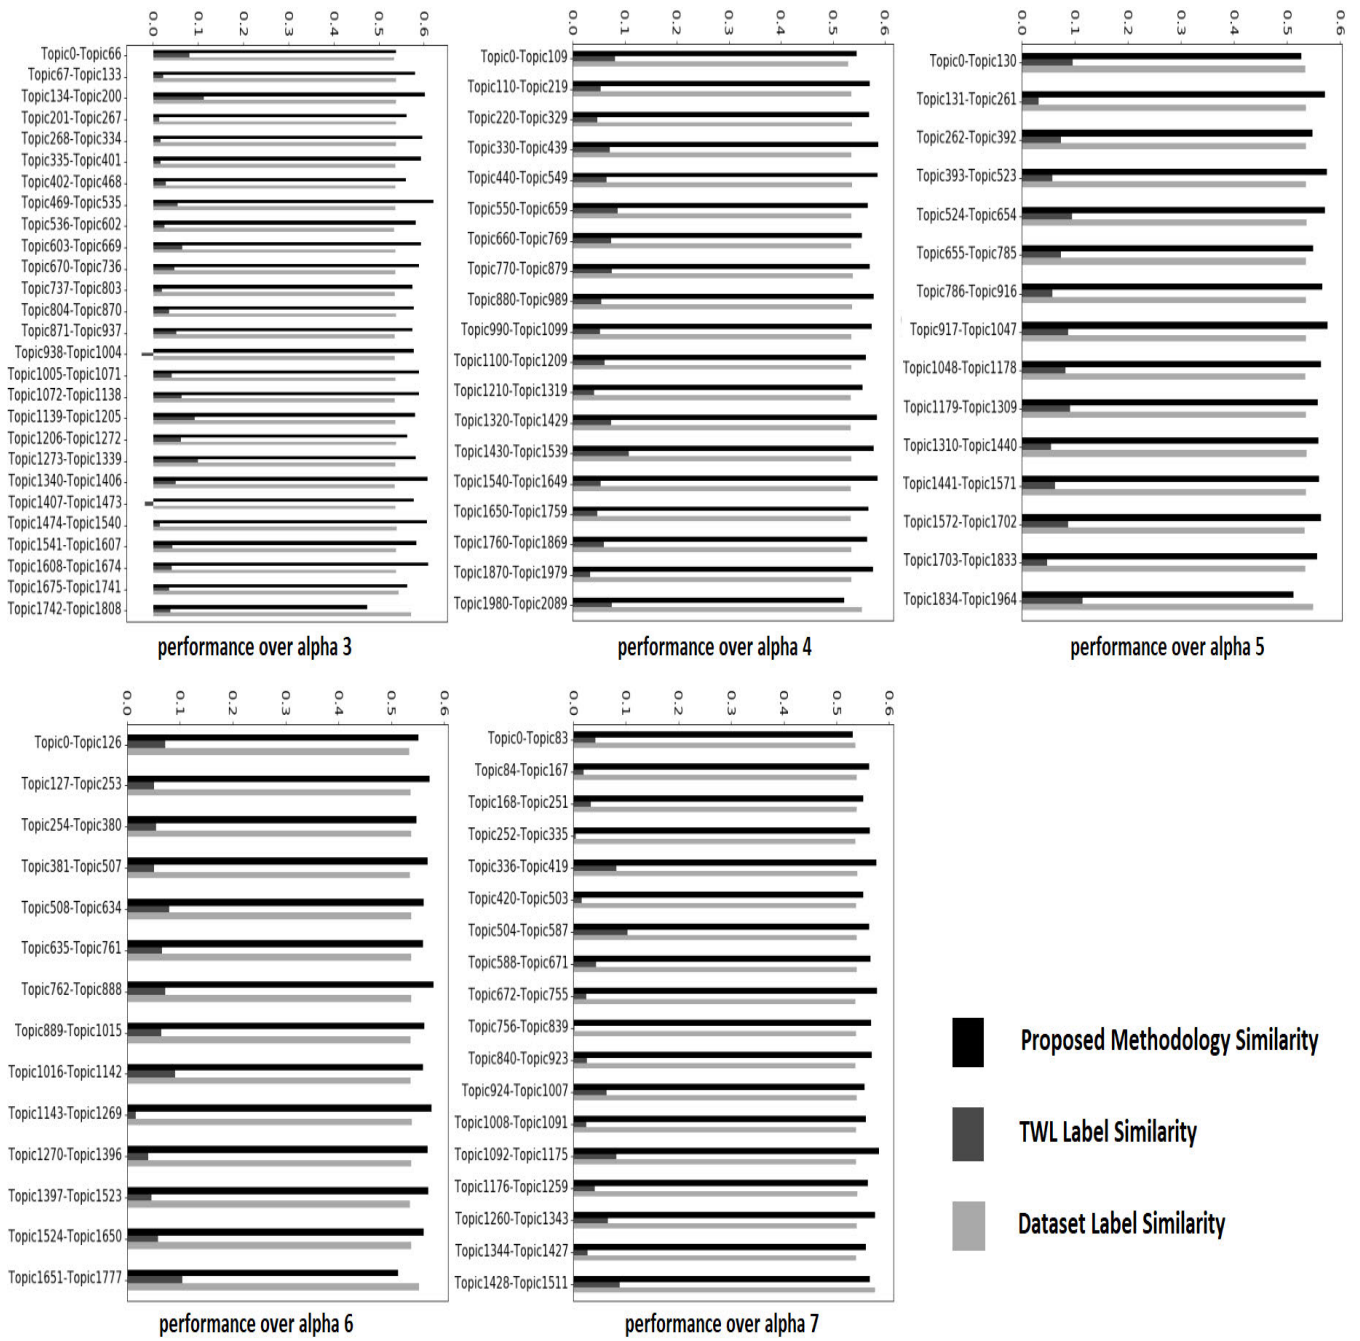 0.0 0.1 0.2 0.3 0.4 0.5 0.6
Topic0-Topic66
Topic67-Topic133
Topic134-Topic200
Topic201-Topic267
Topic268-Topic334
Topic335-Topic401
Topic402-Topic468
Topic469-Topic535
Topic536-Topic602
Topic603-Topic669
Topic670-Topic736
Topic737-Topic803
Topic804-Topic870
Topic871-Topic937
Topic938-Topic1004
Topic1005-Topic1071
Topic1072-Topic1138
Topic1139-Topic1205
Topic1206-Topic1272
Topic1273-Topic1339
Topic1340-Topic1406
Topic1407-Topic1473
Topic1474-Topic1540
Topic1541-Topic1607
Topic1608-Topic1674
Topic1675-Topic1741
Topic1742-Topic1808
performance over alpha 3
0.0 0.1 0.2 0.3 0.4 0.5 0.6
Topic0-Topic109
Topic110-Topic219
Topic220-Topic329
Topic330-Topic439
Topic440-Topic549
Topic550-Topic659
Topic660-Topic769
Topic770-Topic879
Topic880-Topic989
Topic990-Topic1099
Topic1100-Topic1209
Topic1210-Topic1319
Topic1320-Topic1429
Topic1430-Topic1539
Topic1540-Topic1649
Topic1650-Topic1759
Topic1760-Topic1869
Topic1870-Topic1979
Topic1980-Topic2089
performance over alpha 4
0.0 0.1 0.2 0.3 0.4 0.5 0.6
Topic0-Topic130
Topic131-Topic261
Topic262-Topic392
Topic393-Topic523
Topic524-Topic654
Topic655-Topic785
Topic786-Topic916
Topic917-Topic1047
Topic1048-Topic1178
Topic1179-Topic1309
Topic1310-Topic1440
Topic1441-Topic1571
Topic1572-Topic1702
Topic1703-Topic1833
Topic1834-Topic1964
performance over alpha 5
0.0 0.1 0.2 0.3 0.4 0.5 0.6
Topic0-Topic126
Topic127-Topic253
Topic254-Topic380
Topic381-Topic507
Topic508-Topic634
Topic635-Topic761
Topic762-Topic888
Topic889-Topic1015
Topic1016-Topic1142
Topic1143-Topic1269
Topic1270-Topic1396
Topic1397-Topic1523
Topic1524-Topic1650
Topic1651-Topic1777
performance over alpha 6
0.0 0.1 0.2 0.3 0.4 0.5 0.6
Topic0-Topic83
Topic84-Topic167
Topic168-Topic251
Topic252-Topic335
Topic336-Topic419
Topic420-Topic503
Topic504-Topic587
Topic588-Topic671
Topic672-Topic755
Topic756-Topic839
Topic840-Topic923
Topic924-Topic1007
Topic1008-Topic1091
Topic1092-Topic1175
Topic1176-Topic1259
Topic1260-Topic1343
Topic1344-Topic1427
Topic1428-Topic1511
performance over alpha 7
Proposed Methodology Similarity
TWL Label Similarity
Dataset Label Similarity